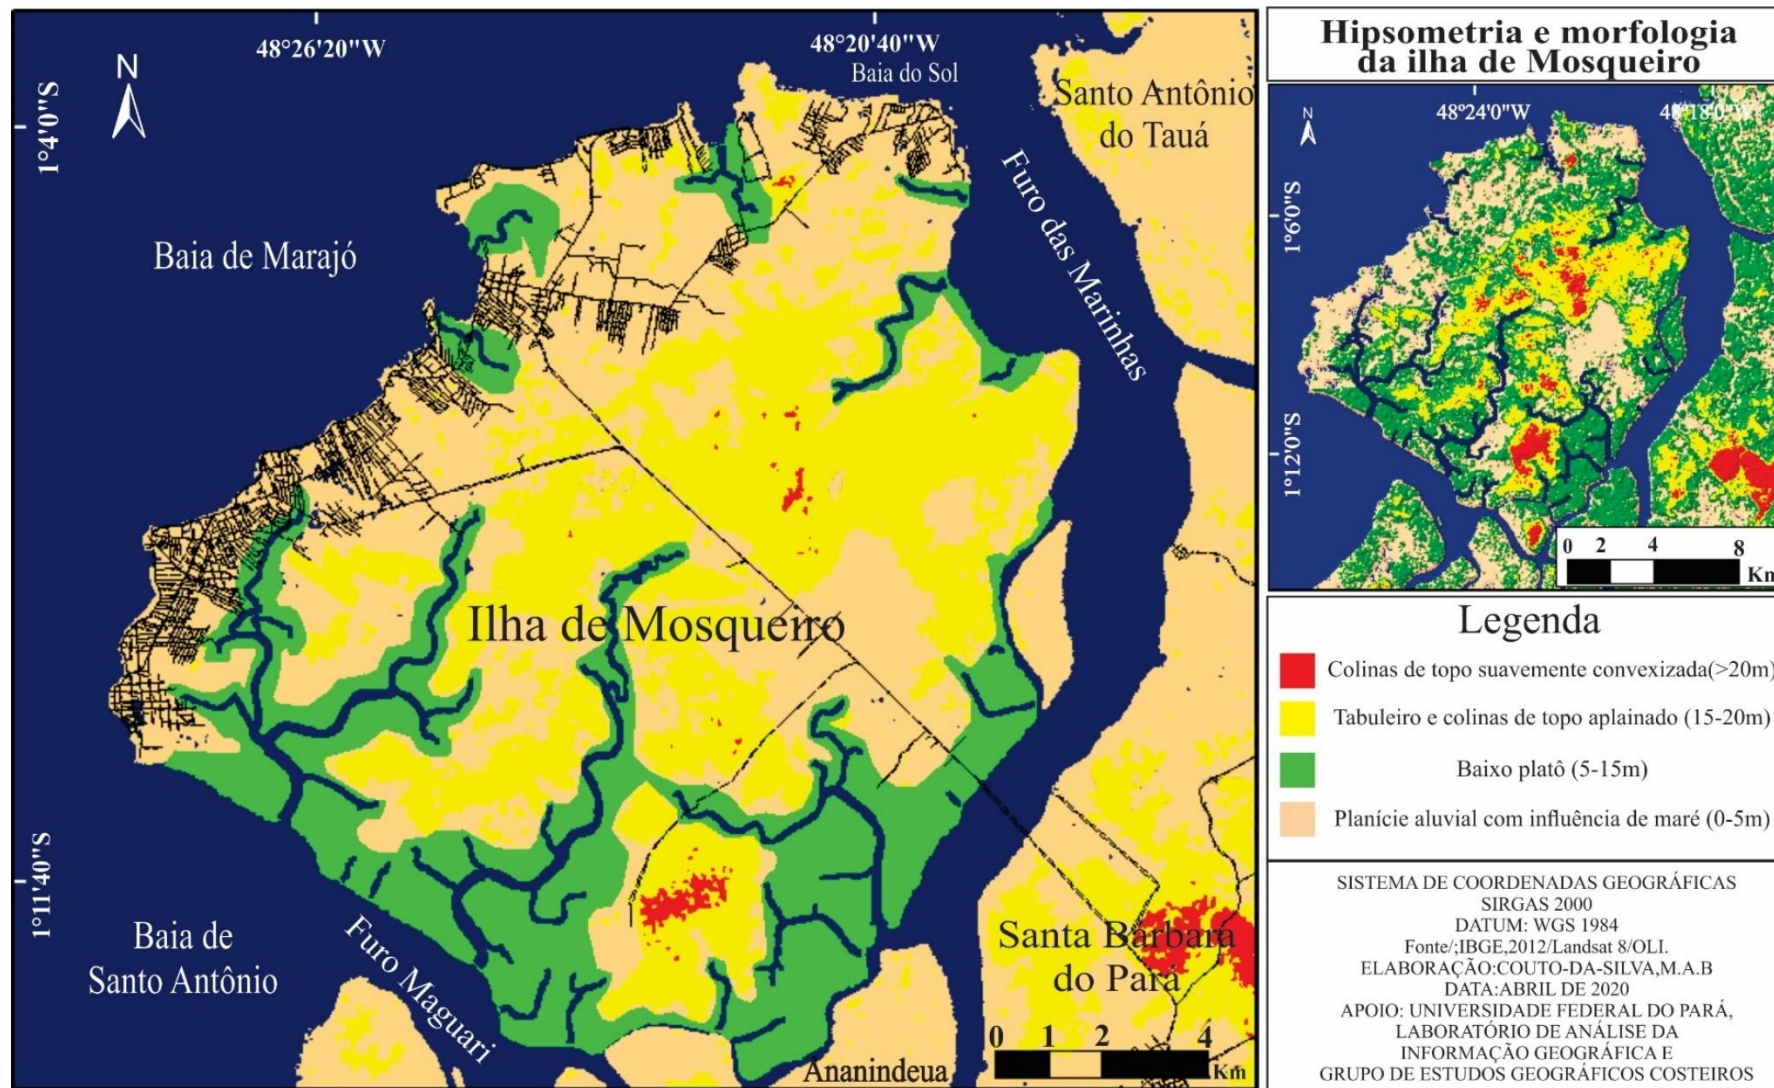 48°26'20"W
48°20'40"W
Baia do Sol
N
Santo Antônio
do Tauá
1°4'0"S
Furo das Marinhas
Baia de Marajó
Ilha de Mosqueiro
1°11'40"S
Baia de
Santo Antônio
Furo Maguari
Santa Bárbara
do Pará
Ananindeua
0 1 2 4
Km
Hipsometria e morfologia
da ilha de Mosqueiro
48°24'0"W
48°18'0"W
N
1°6'0"S
1°12'0"S
0 2 4 8
Km
Legenda
Colinas de topo suavemente convexizada(>20m)
Tabuleiro e colinas de topo aplainado (15-20m)
Baixo platô (5-15m)
Planície aluvial com influência de maré (0-5m)
SISTEMA DE COORDENADAS GEOGRÁFICAS
SIRGAS 2000
DATUM: WGS 1984
Fonte/;IBGE,2012/Landsat 8/OLI.
ELABORAÇÃO:COUTO-DA-SILVA,M.A.B
DATA:ABRIL DE 2020
APOIO: UNIVERSIDADE FEDERAL DO PARÁ,
LABORATÓRIO DE ANÁLISE DA
INFORMAÇÃO GEOGRÁFICA E
GRUPO DE ESTUDOS GEOGRÁFICOS COSTEIROS